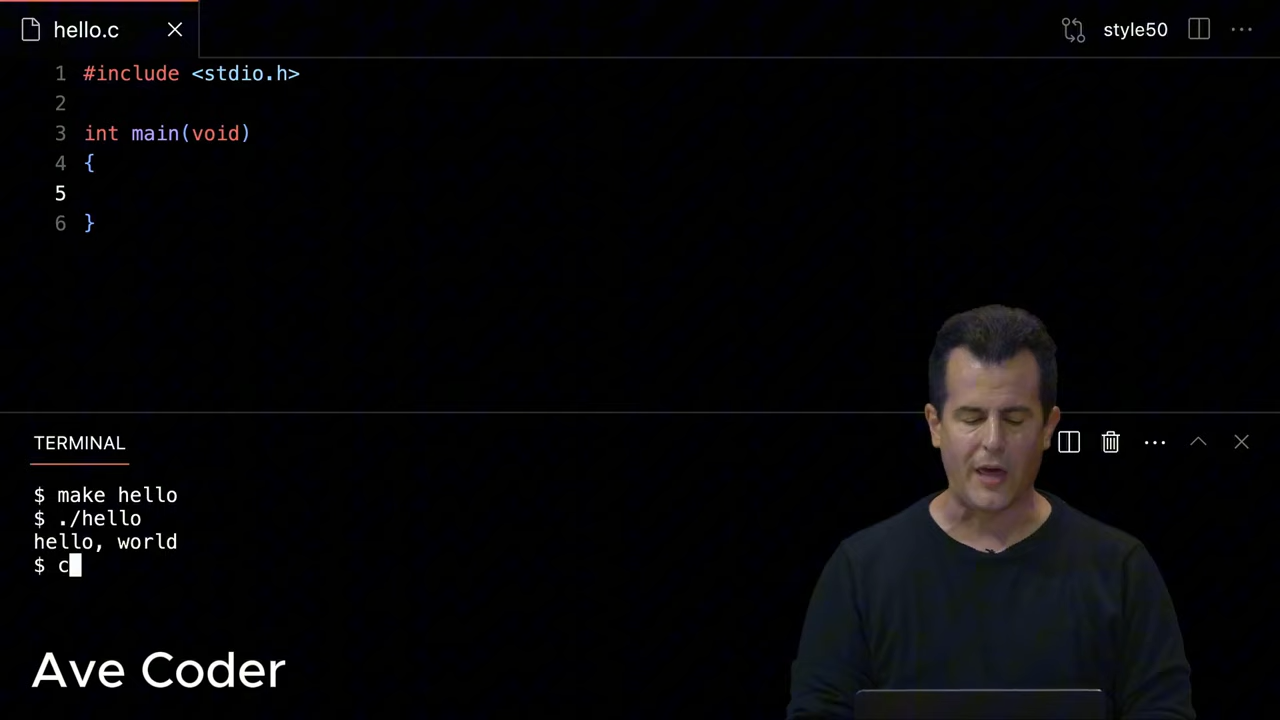 hello.c
style50
1 #include <stdio.h>
2
3 int main(void)
4 {
5
6 }
TERMINAL
$ make hello
$ ./hello
hello, world
$ c
Ave Coder